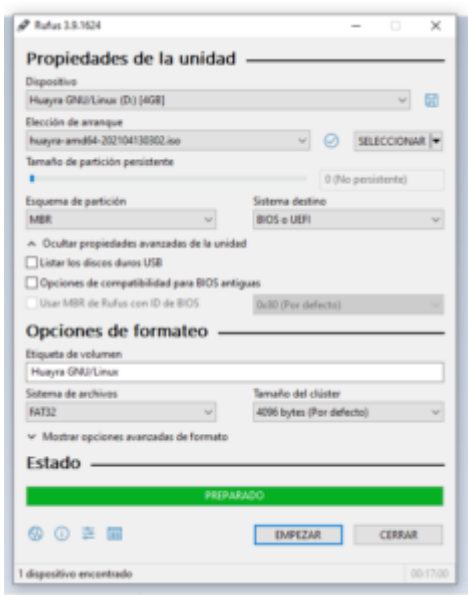 Rufus 3.9.1624
Propiedades de la unidad
Dispositivo
Huayra GNU/Linux (D:) [4GB]
Elección de arranque
huayra-amd64-202104130302.iso
SELECCIONAR
Tamaño de partición persistente
0 (No persistente)
Esquema de partición Sistema destino
MBR BIOS o UEFI
Ocultar propiedades avanzadas de la unidad
Listar los discos duros USB
Opciones de compatibilidad para BIOS antiguas
Usar MBR de Rufus con ID de BIOS 0x80 (Por defecto)
Opciones de formateo
Etiqueta de volumen
Huayra GNU/Linux
Sistema de archivos Tamaño del clúster
FAT32 4096 bytes (Por defecto)
Mostrar opciones avanzadas de formato
Estado
PREPARADO
EMPEZAR CERRAR
1 dispositivo encontrado 00:17:00